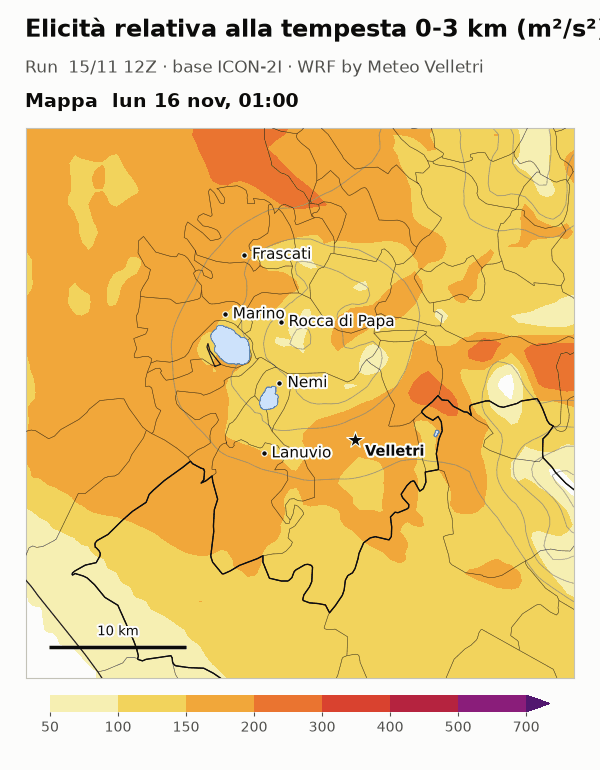 Elicità relativa alla tempesta 0-3 km (m²/s²)
Run  15/11 12Z · base ICON-2I · WRF by Meteo Velletri
Mappa  lun 16 nov, 01:00
Frascati
Marino
Rocca di Papa
Nemi
Velletri
Lanuvio
10 km
50 100 150 200 300 400 500 700